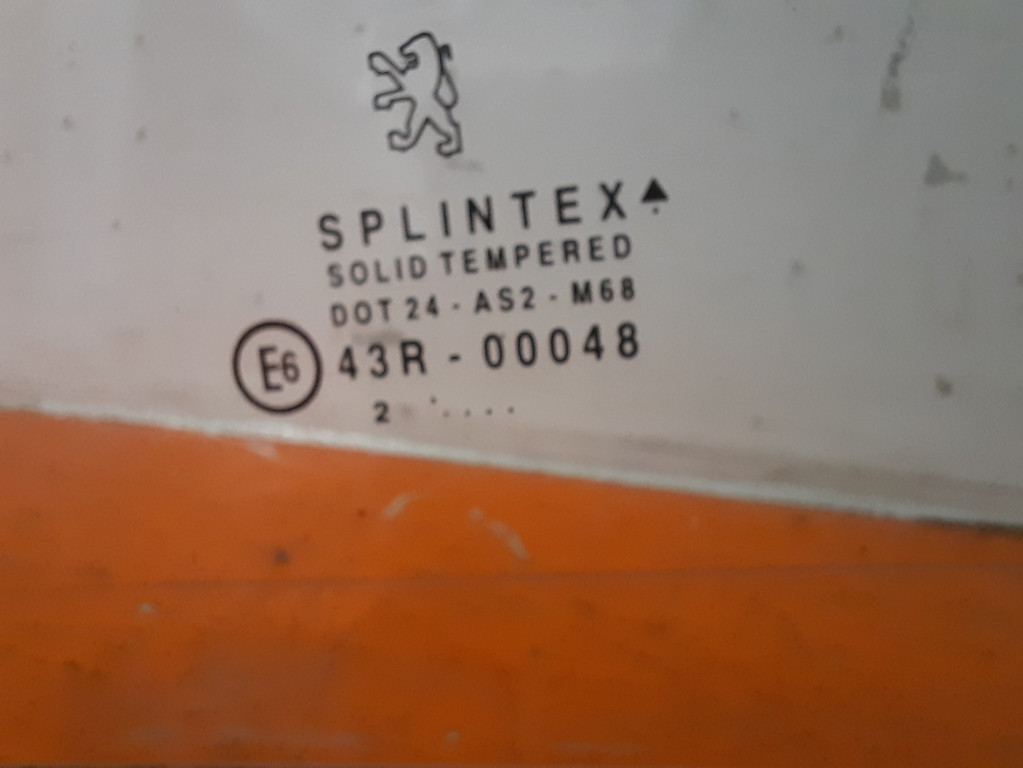 SPLINTEX
SOLID TEMPERED
DOT 24 - AS2 - M68
E6 43R - 00048
2 .....